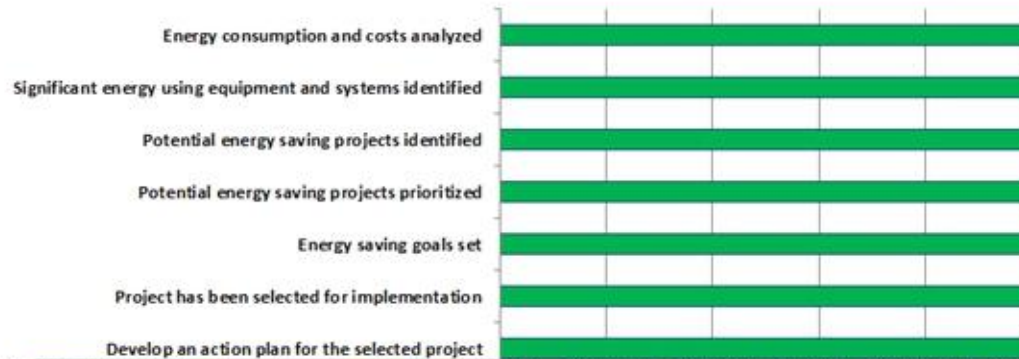 Energy consumption and costs analyzed
Significant energy using equipment and systems identified
Potential energy saving projects identified
Potential energy saving projects prioritized
Energy saving goals set
Project has been selected for implementation
Develop an action plan for the selected project